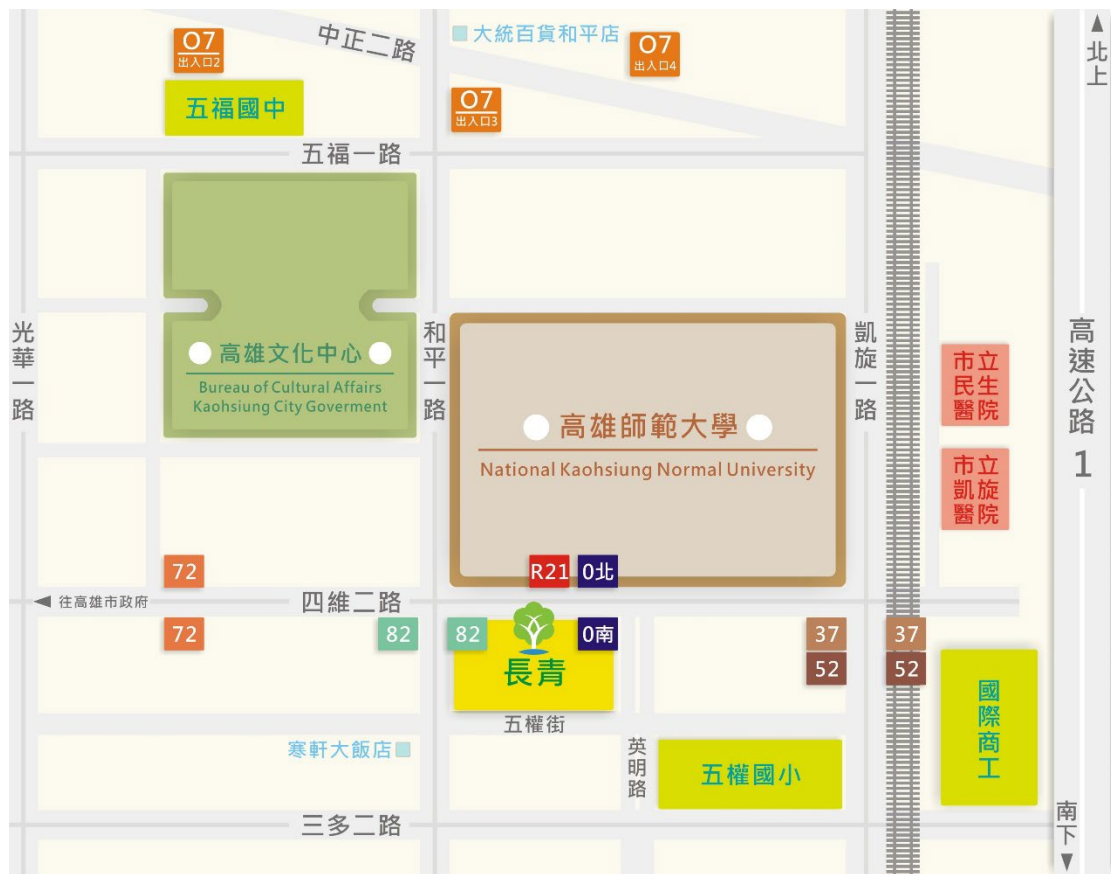 中正二路
大統百貨和平店
O7
出入口2
O7
出入口4
O7
出入口3
北上
五福國中
五福一路
光華一路
和平一路
凱旋一路
高速公路 1
高雄文化中心
Bureau of Cultural Affairs
Kaohsiung City Goverment
高雄師範大學
National Kaohsiung Normal University
市立
民生
醫院
市立
凱旋
醫院
72
R21
0北
往高雄市政府
四維二路
72
82
82
0南
37
52
37
52
長青
五權街
國際商工
寒軒大飯店
英明路
五權國小
三多二路
南下